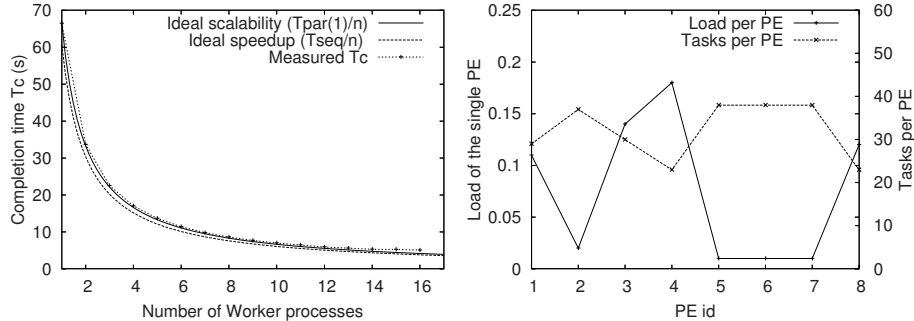 Completion time Tc (s)
70
60
50
40
30
20
10
0
Ideal scalability (Tpar(1)/n)
Ideal speedup (Tseq/n)
Measured Tc
2 4 6 8 10 12 14 16
Number of Worker processes
Load of the single PE
0.25
0.2
0.15
0.1
0.05
0
Load per PE
Tasks per PE
60
50
40
30
20
10
0
Tasks per PE
1 2 3 4 5 6 7 8
PE id